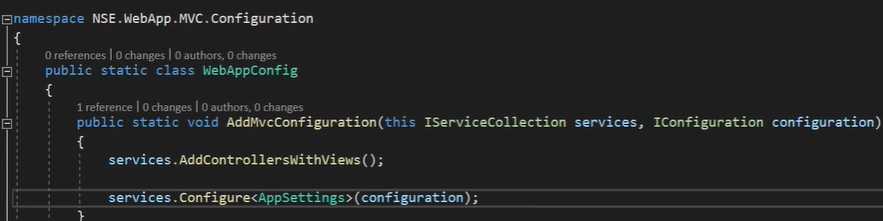 namespace NSE.WebApp.MVC.Configuration
{
0 references | 0 changes | 0 authors, 0 changes
public static class WebAppConfig
{
1 reference | 0 changes | 0 authors, 0 changes
public static void AddMvcConfiguration(this IServiceCollection services, IConfiguration configuration)
{
services.AddControllersWithViews();
services.Configure<AppSettings>(configuration);
}